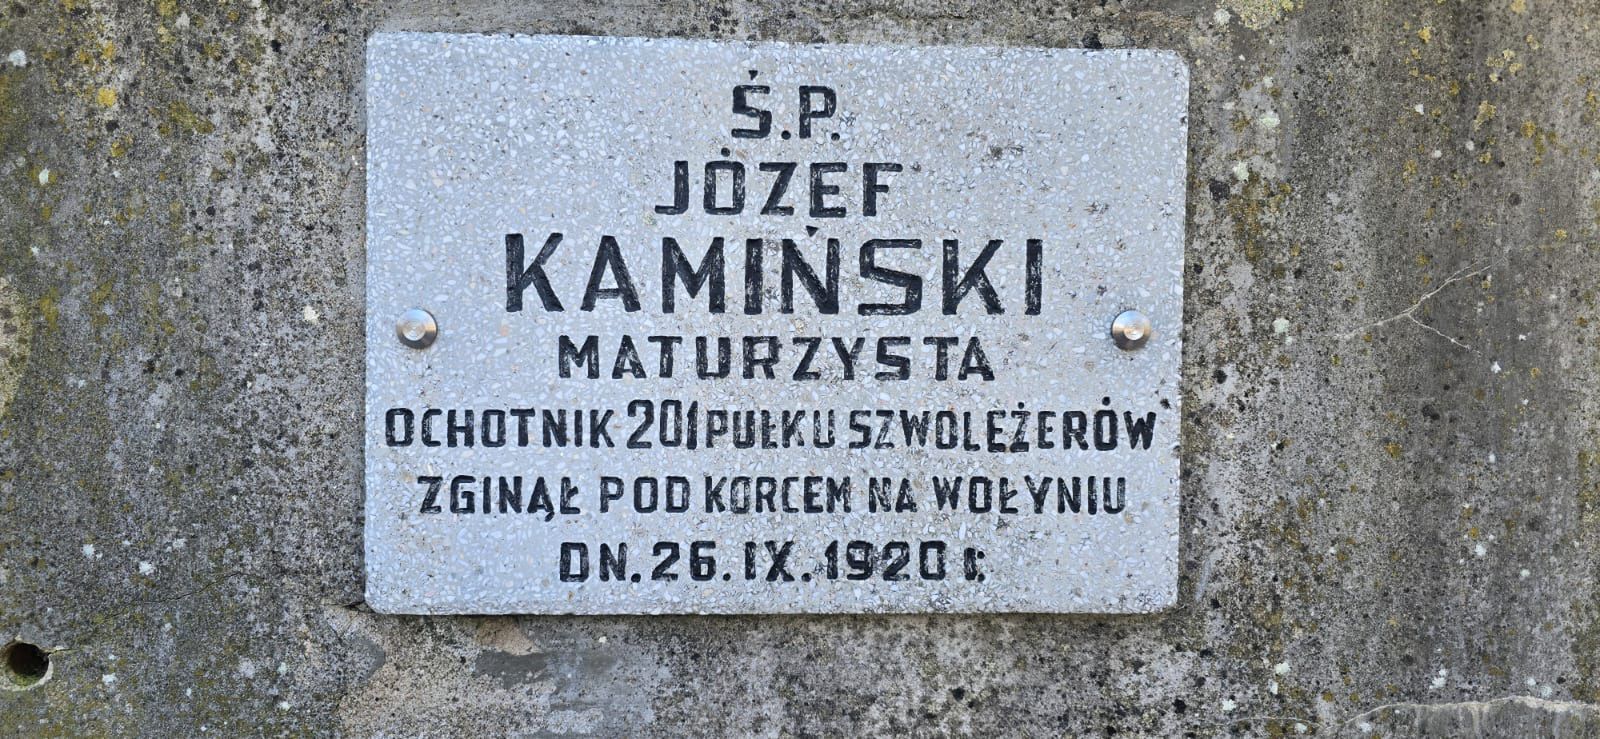 Ś.P.
JÓZEF
KAMIŃSKI
MATURZYSTA
OCHOTNIK 201 PUŁKU SZWOLEŻERÓW
ZGINĄŁ POD KORCEM NA WOŁYNIU
DN. 26. IX. 1920 r.